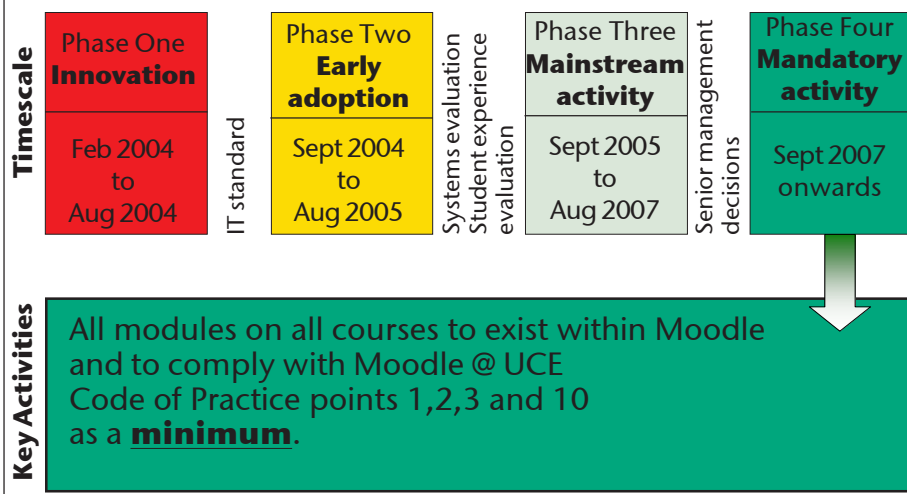 Timescale
Phase One
Innovation
Feb 2004
to
Aug 2004
IT standard
Phase Two
Early
adoption
Sept 2004
to
Aug 2005
Systems evaluation
Student experience
evaluation
Phase Three
Mainstream
activity
Sept 2005
to
Aug 2007
Senior management
decisions
Phase Four
Mandatory
activity
Sept 2007
onwards
Key Activities
All modules on all courses to exist within Moodle
and to comply with Moodle @ UCE
Code of Practice points 1,2,3 and 10
as a minimum.